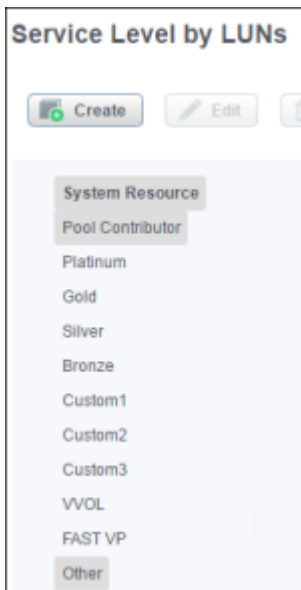 Service Level by LUNs
Create Edit
System Resource
Pool Contributor
Platinum
Gold
Silver
Bronze
Custom1
Custom2
Custom3
VVOL
FAST VP
Other